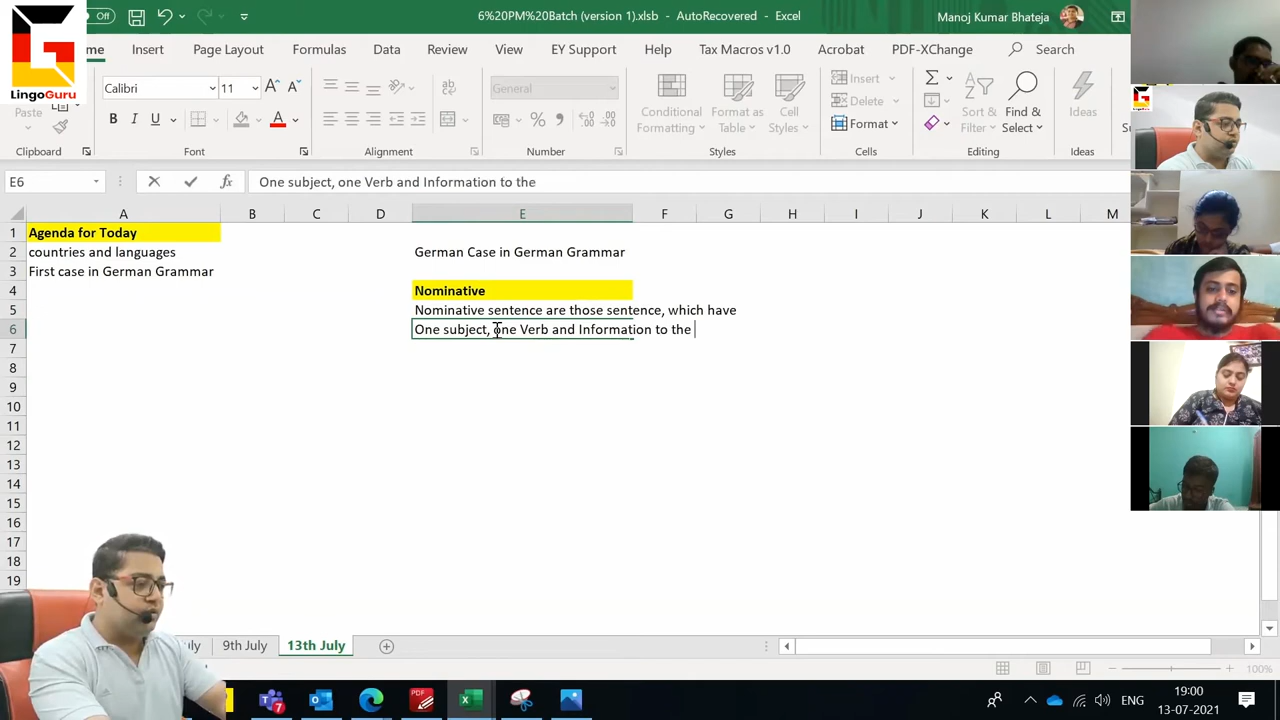 Off
6%20PM%20Batch (version 1).xlsb - AutoRecovered - Excel
Manoj Kumar Bhateja
LingoGuru
Insert
Page Layout
Formulas
Data
Review
View
EY Support
Help
Tax Macros v1.0
Acrobat
PDF-XChange
Search
Paste
Clipboard
Calibri
11
Font
Alignment
General
Number
Conditional Formatting
Format as Table
Cell Styles
Styles
Insert
Delete
Format
Cells
Sort & Filter
Find & Select
Editing
Ideas
Ideas
E6
One subject, one Verb and Information to the
A B C D E F G H I J K L M
1 Agenda for Today
2 countries and languages German Case in German Grammar
3 First case in German Grammar
4 Nominative
5 Nominative sentence are those sentence, which have
6 One subject, one Verb and Information to the
7
8
9
10
11
12
13
14
15
16
17
18
19
9th July
13th July
100%
7
ENG
19:00
13-07-2021